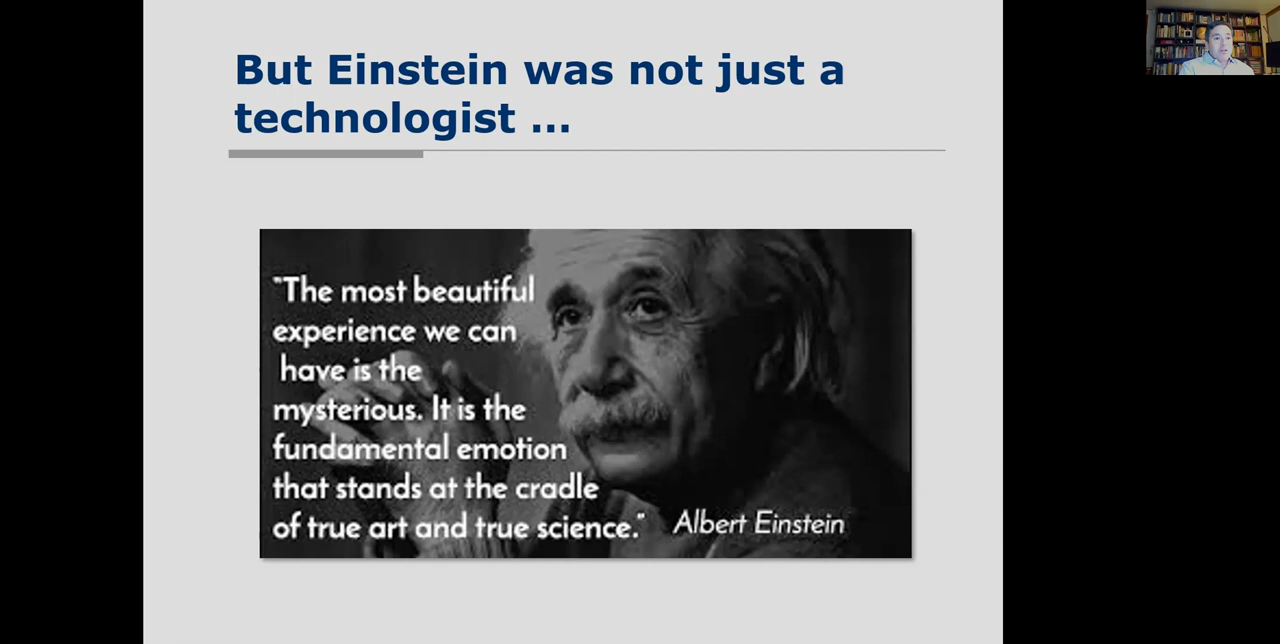 But Einstein was not just a
technologist ...
"The most beautiful
experience we can
have is the
mysterious. It is the
fundamental emotion
that stands at the cradle
of true art and true science."
Albert Einstein